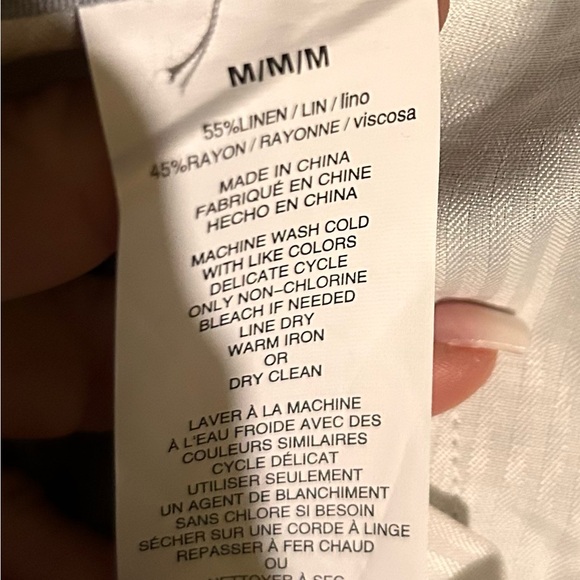 M/M/M
55%LINEN / LIN / lino
45%RAYON / RAYONNE / viscosa
MADE IN CHINA
FABRIQUÉ EN CHINE
HECHO EN CHINA
MACHINE WASH COLD
WITH LIKE COLORS
DELICATE CYCLE
ONLY NON-CHLORINE
BLEACH IF NEEDED
LINE DRY
WARM IRON
OR
DRY CLEAN
LAVER À LA MACHINE
À L'EAU FROIDE AVEC DES
COULEURS SIMILAIRES
CYCLE DÉLICAT
UTILISER SEULEMENT
UN AGENT DE BLANCHIMENT
SANS CHLORE SI BESOIN
SÉCHER SUR UNE CORDE À LINGE
REPASSER À FER CHAUD
OU
NETTOYER À SEC